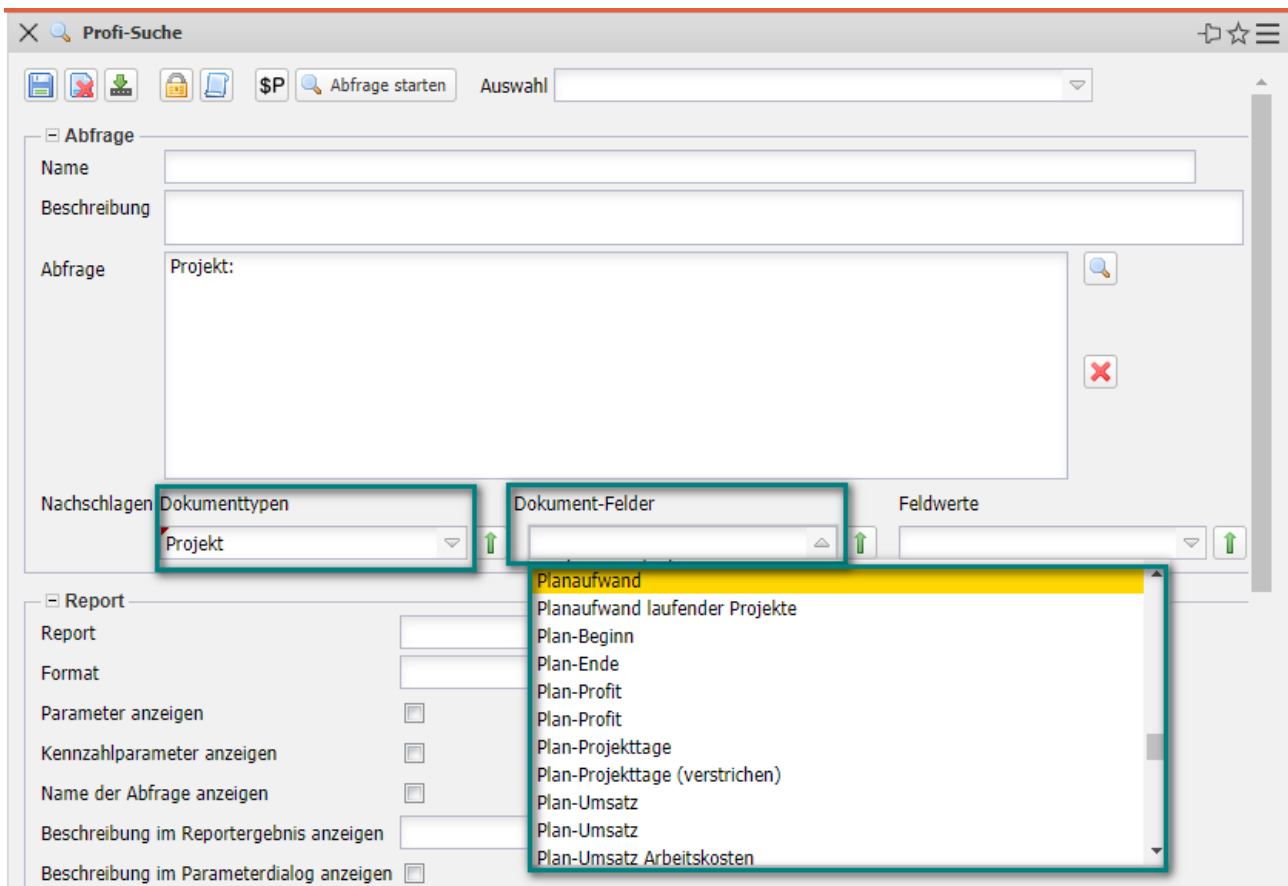 Profi-Suche
$P Abfrage starten Auswahl
Abfrage
Name
Beschreibung
Abfrage Projekt:
Nachschlagen Dokumenttypen Dokument-Felder Feldwerte
Projekt
Planaufwand
Planaufwand laufender Projekte
Plan-Beginn
Plan-Ende
Plan-Profit
Plan-Profit
Plan-Projekttage
Plan-Projekttage (verstrichen)
Plan-Umsatz
Plan-Umsatz
Plan-Umsatz Arbeitskosten
Report
Report
Format
Parameter anzeigen
Kennzahlparameter anzeigen
Name der Abfrage anzeigen
Beschreibung im Reportergebnis anzeigen
Beschreibung im Parameterdialog anzeigen